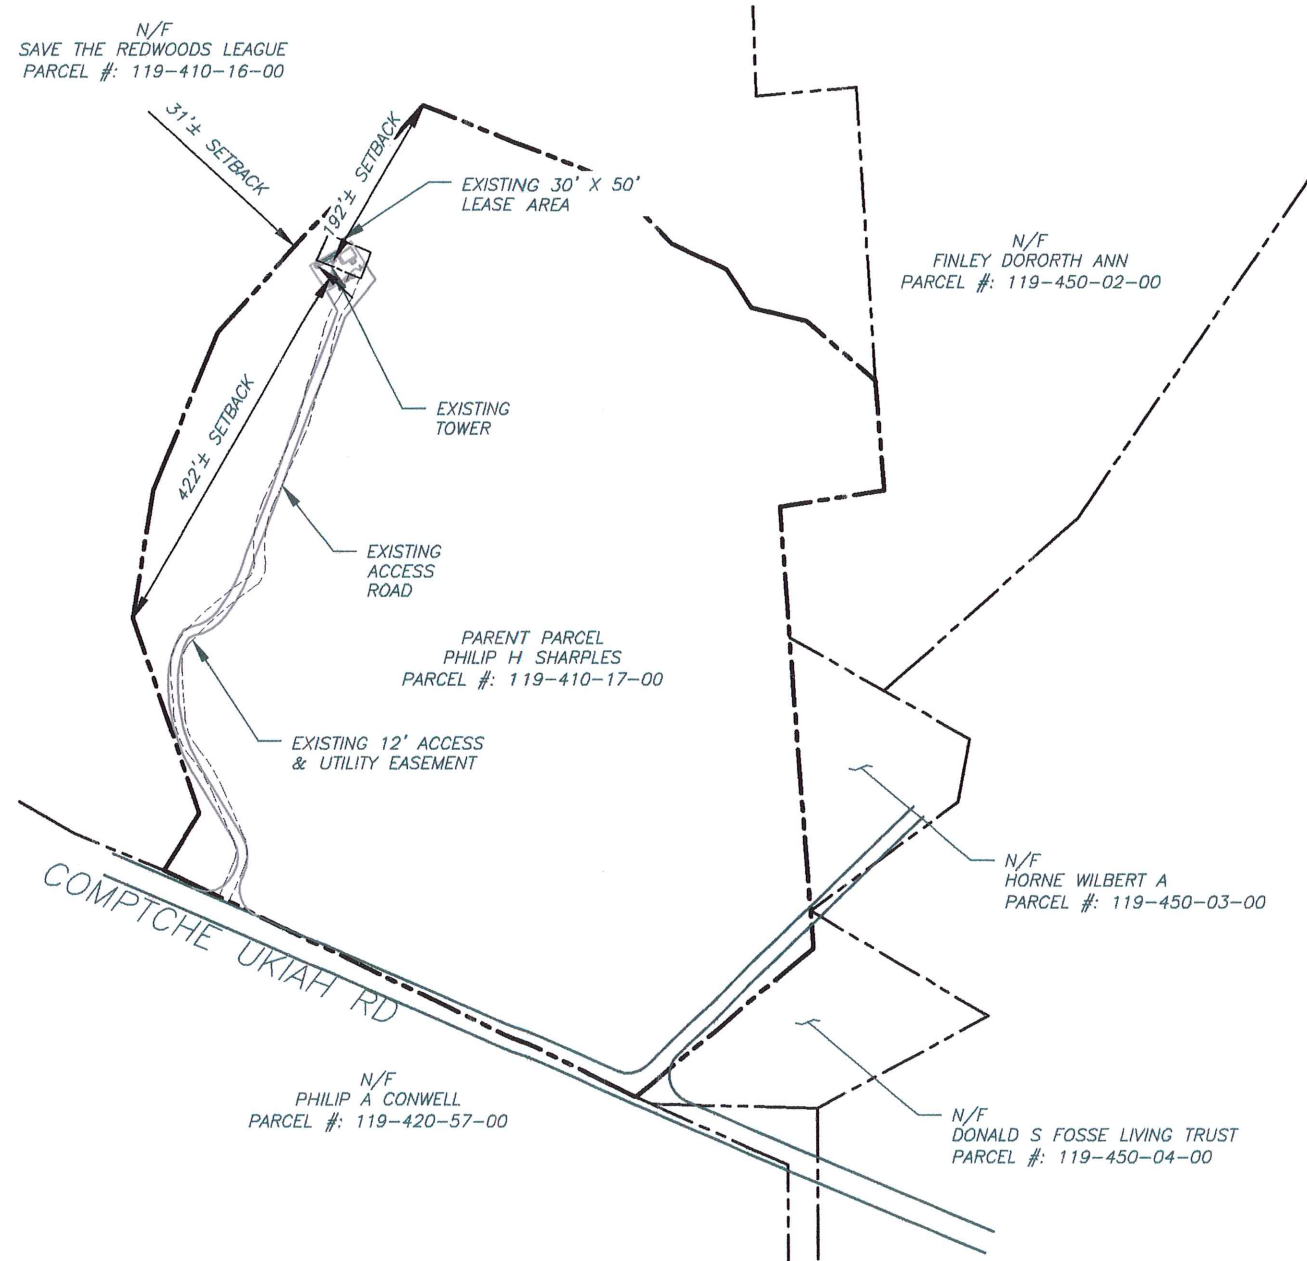 N/F
SAVE THE REDWOODS LEAGUE
PARCEL #: 119-410-16-00
31'± SETBACK
192'± SETBACK
EXISTING 30' X 50'
LEASE AREA
N/F
FINLEY DORORTH ANN
PARCEL #: 119-450-02-00
422'± SETBACK
EXISTING
TOWER
EXISTING
ACCESS
ROAD
PARENT PARCEL
PHILIP H SHARPLES
PARCEL #: 119-410-17-00
EXISTING 12' ACCESS
& UTILITY EASEMENT
N/F
HORNE WILBERT A
PARCEL #: 119-450-03-00
COMPTCHE UKIAH RD
N/F
PHILIP A CONWELL
PARCEL #: 119-420-57-00
N/F
DONALD S FOSSE LIVING TRUST
PARCEL #: 119-450-04-00